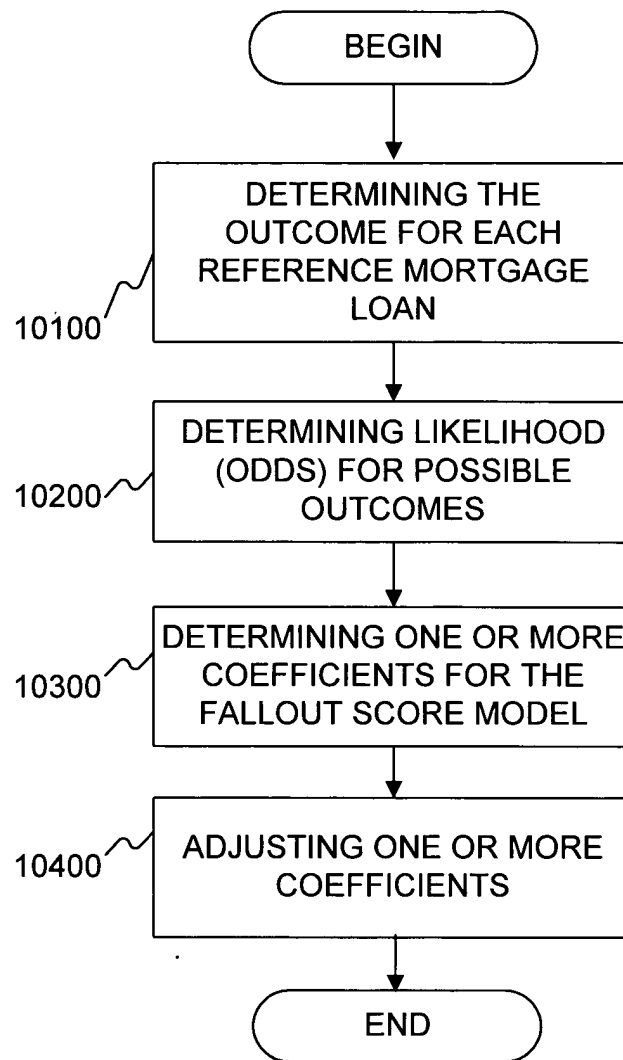 BEGIN
DETERMINING THE
OUTCOME FOR EACH
REFERENCE MORTGAGE
LOAN
10100
DETERMINING LIKELIHOOD
(ODDS) FOR POSSIBLE
OUTCOMES
10200
DETERMINING ONE OR MORE
COEFFICIENTS FOR THE
FALLOUT SCORE MODEL
10300
ADJUSTING ONE OR MORE
COEFFICIENTS
10400
END